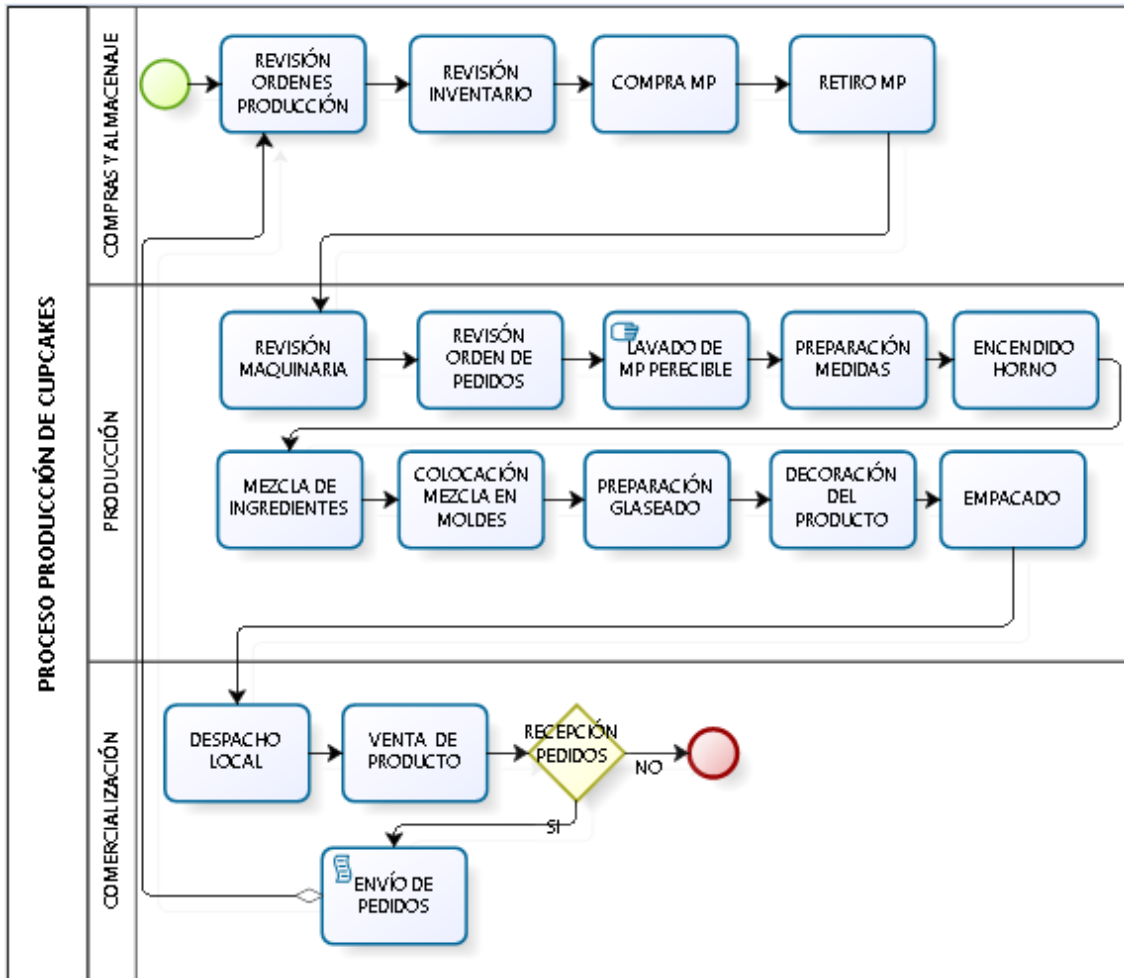 PROCESO PRODUCCIÓN DE CUPCAKES
COMPRAS Y ALMACENAJE
REVISIÓN
ORDENES
PRODUCCIÓN
REVISIÓN
INVENTARIO
COMPRA MP
RETIRO MP
PRODUCCIÓN
REVISIÓN
MAQUINARIA
REVISÓN
ORDEN DE
PEDIDOS
LAVADO DE
MP PERECIBLE
PREPARACIÓN
MEDIDAS
ENCENDIDO
HORNO
MEZCLA DE
INGREDIENTES
COLOCACIÓN
MEZCLA EN
MOLDES
PREPARACIÓN
GLASEADO
DECORACIÓN
DEL
PRODUCTO
EMPACADO
COMERCIALIZACIÓN
DESPACHO
LOCAL
VENTA DE
PRODUCTO
RECEPCIÓN
PEDIDOS
NO
SI
ENVÍO DE
PEDIDOS